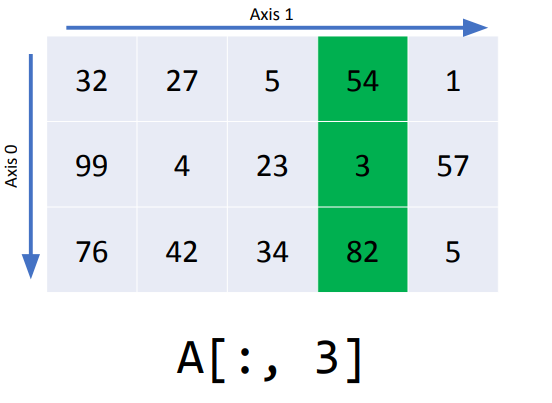 Axis 1
Axis 0
32 27 5 54 1
99 4 23 3 57
76 42 34 82 5
A[:, 3]